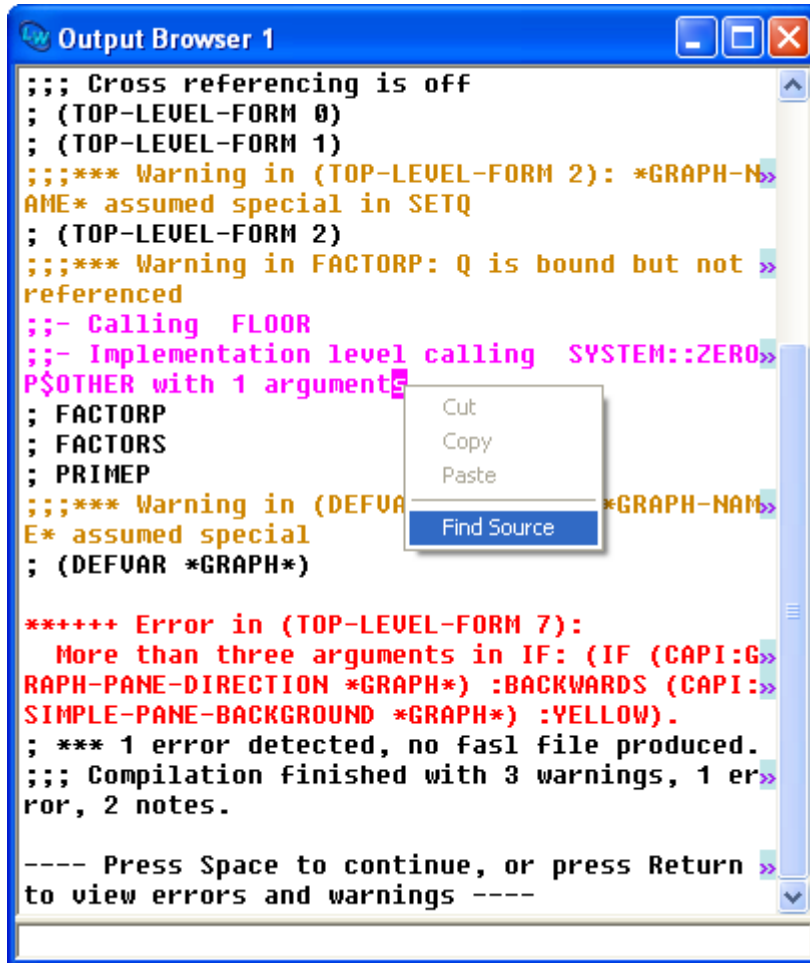 Output Browser 1
;;; Cross referencing is off
; (TOP-LEVEL-FORM 0)
; (TOP-LEVEL-FORM 1)
;;;*** Warning in (TOP-LEVEL-FORM 2): *GRAPH-N»
AME* assumed special in SETQ
; (TOP-LEVEL-FORM 2)
;;;*** Warning in FACTORP: Q is bound but not »
referenced
;;- Calling  FLOOR
;;- Implementation level calling  SYSTEM::ZERO»
P$OTHER with 1 arguments
Cut
; FACTORP
; FACTORS
Copy
; PRIMEP
Paste
;;;*** Warning in (DEFVA *GRAPH-NAM»
E* assumed special
Find Source
; (DEFVAR *GRAPH*)
**++++ Error in (TOP-LEVEL-FORM 7):
  More than three arguments in IF: (IF (CAPI:G»
RAPH-PANE-DIRECTION *GRAPH*) :BACKWARDS (CAPI:»
SIMPLE-PANE-BACKGROUND *GRAPH*) :YELLOW).
; *** 1 error detected, no fasl file produced.
;;; Compilation finished with 3 warnings, 1 er»
ror, 2 notes.
---- Press Space to continue, or press Return »
to view errors and warnings ----